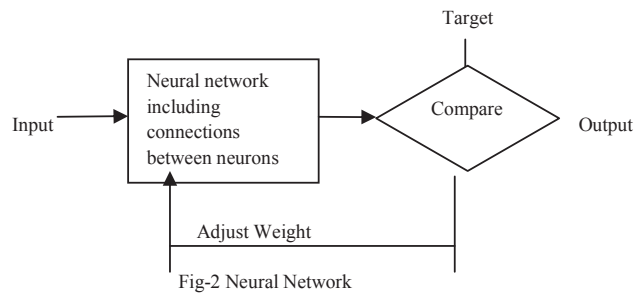 Target
Input
Neural network
including
connections
between neurons
Compare
Output
Adjust Weight
Fig-2 Neural Network